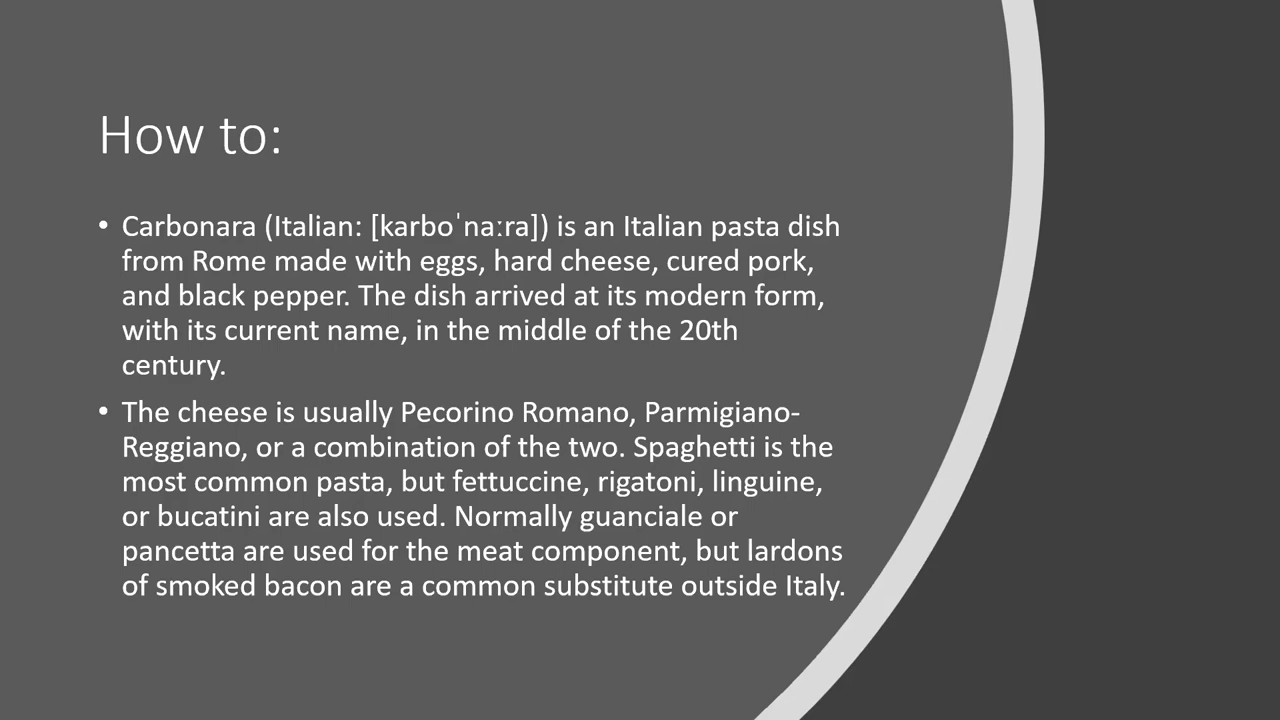 How to:
• Carbonara (Italian: [karboˈnaːra]) is an Italian pasta dish
from Rome made with eggs, hard cheese, cured pork,
and black pepper. The dish arrived at its modern form,
with its current name, in the middle of the 20th
century.
• The cheese is usually Pecorino Romano, Parmigiano-
Reggiano, or a combination of the two. Spaghetti is the
most common pasta, but fettuccine, rigatoni, linguine,
or bucatini are also used. Normally guanciale or
pancetta are used for the meat component, but lardons
of smoked bacon are a common substitute outside Italy.